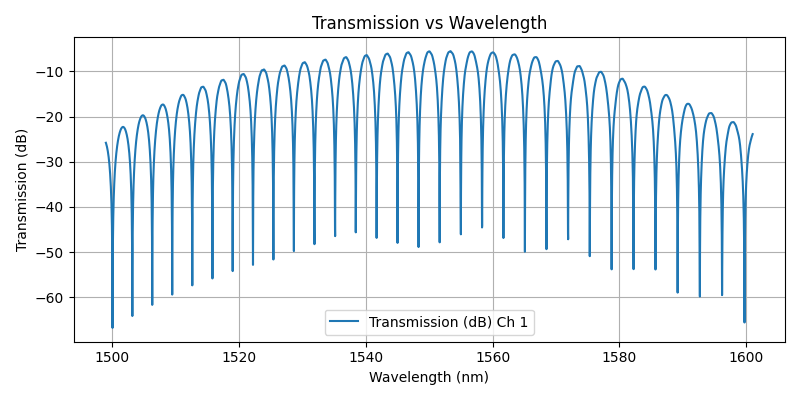 Transmission vs Wavelength
Transmission (dB)
−10
−20
−30
−40
−50
−60
Transmission (dB) Ch 1
1500 1520 1540 1560 1580 1600
Wavelength (nm)